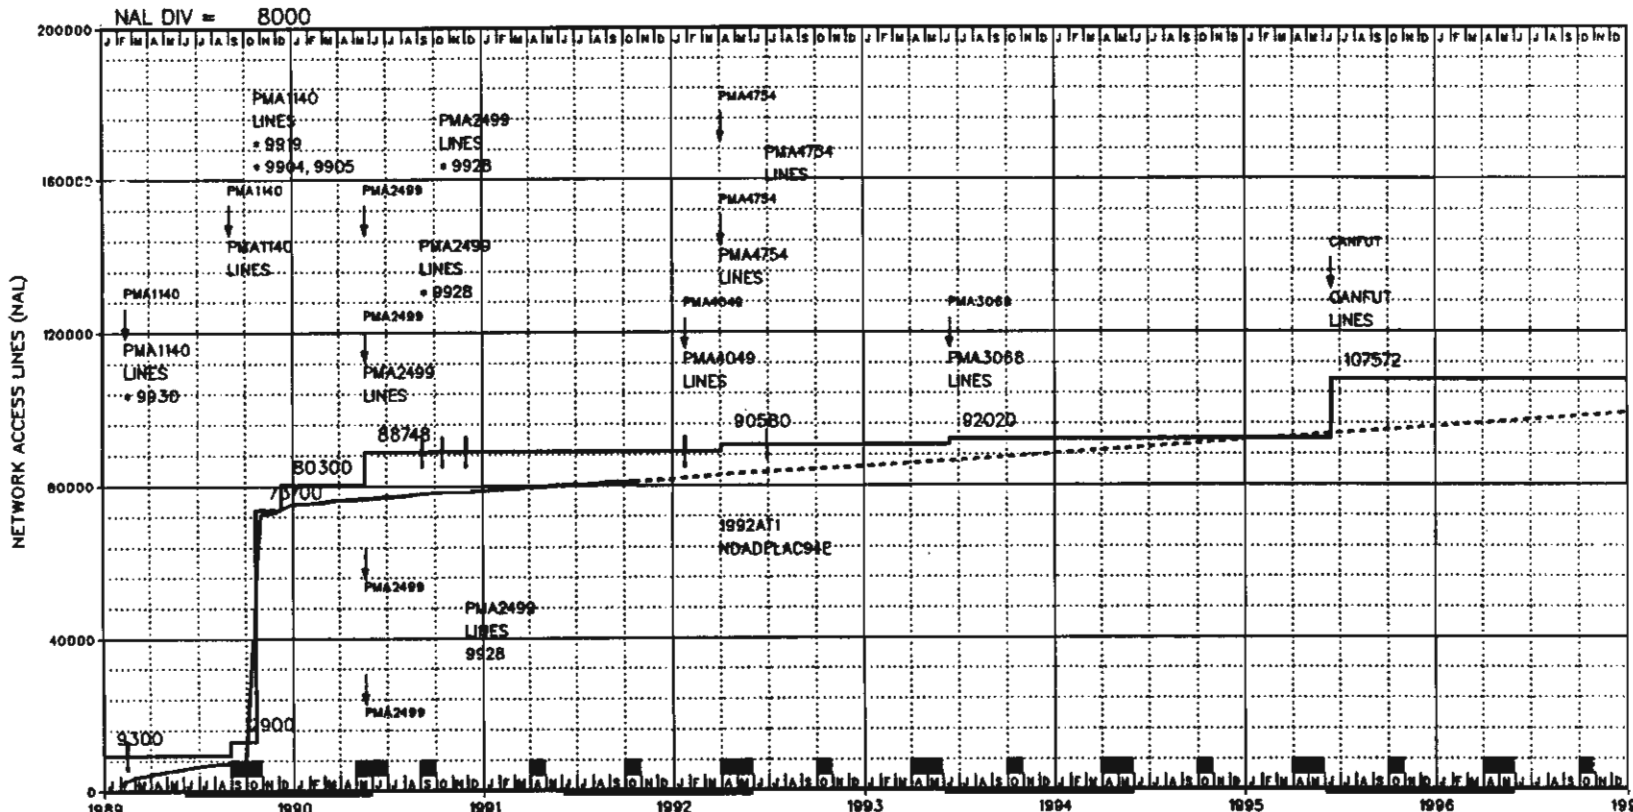 NAL DIV = 8000
200000
J F M A M J J A S O N D J F M A M J J A S O N D J F M A M J J A S O N D J F M A M J J A S O N D J F M A M J J A S O N D J F M A M J J A S O N D J F M A M J J A S O N D J F M A M J J A S O N D
PMA1140
LINES
* 9919
* 9904, 9905
PMA2499
LINES
* 9928
PMA4754
PMA4754
LINES
160000
PMA1140
PMA1140
LINES
PMA2499
PMA2499
LINES
* 9928
PMA4754
PMA4754
LINES
CANFUT
CANFUT
LINES
NETWORK ACCESS LINES (NAL)
PMA1140
PMA1140
LINES
* 9930
120000
PMA2499
PMA2499
LINES
PMA4049
PMA4049
LINES
PMA3068
PMA3068
LINES
107572
88748
90580
92020
80300
80000
1992AT1
PMA2499
PMA2499
LINES
9928
40000
PMA2499
9300
0
J F M A M J J A S O N D J F M A M J J A S O N D J F M A M J J A S O N D J F M A M J J A S O N D J F M A M J J A S O N D J F M A M J J A S O N D J F M A M J J A S O N D J F M A M J J A S O N D
1989 1990 1991 1992 1993 1994 1995 1996